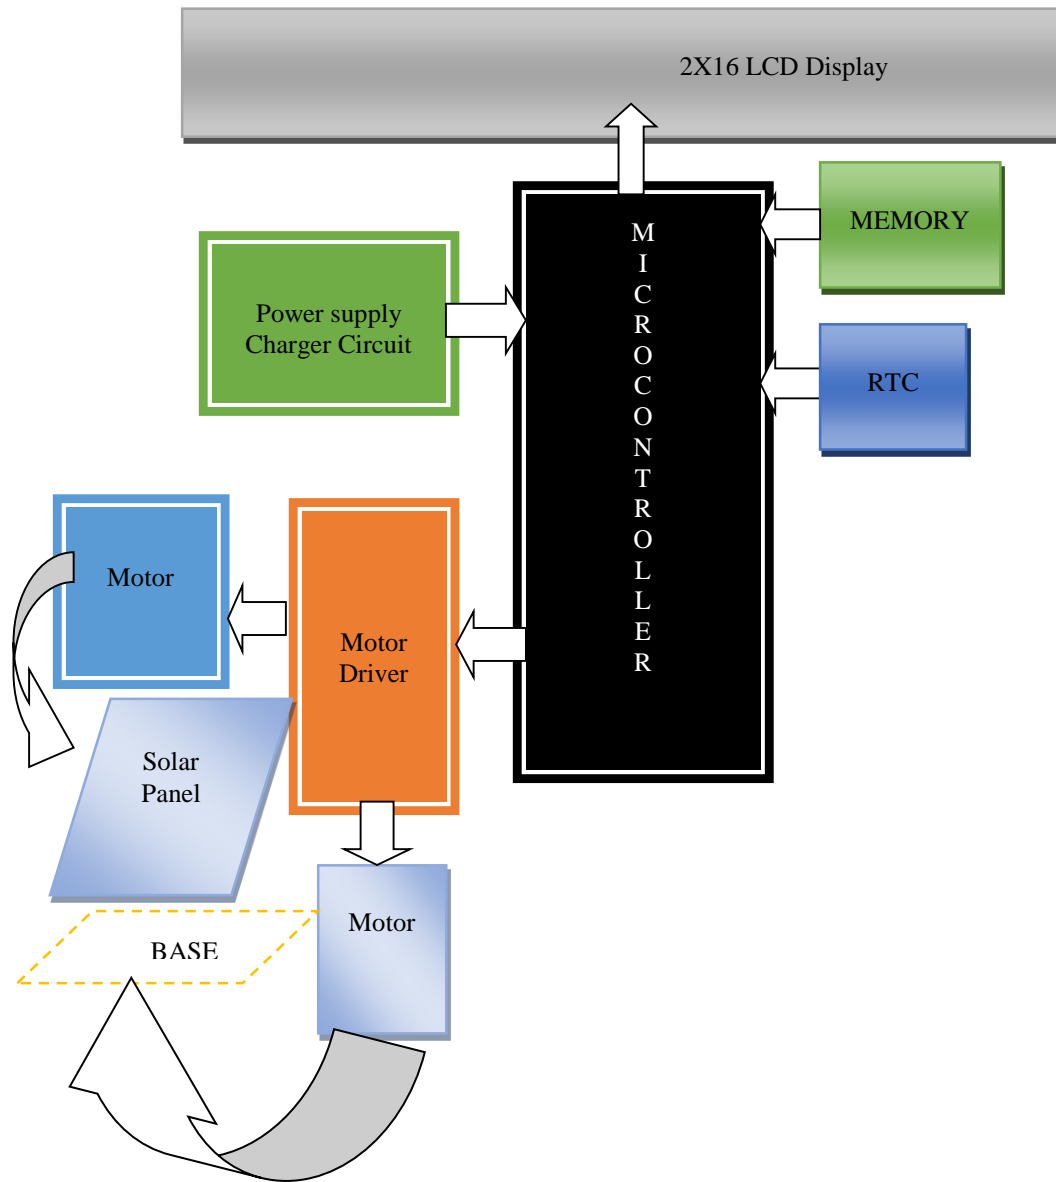 2X16 LCD Display
MEMORY
Power supply
Charger Circuit
M
I
C
R
O
C
O
N
T
R
O
L
L
E
R
RTC
Motor
Motor
Driver
Solar
Panel
Motor
BASE